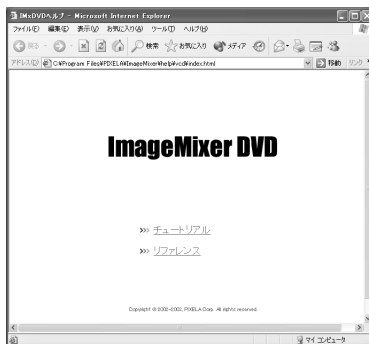 IMxDVDヘルプ - Microsoft Internet Explorer
ファイル(F) 編集(E) 表示(V) お気に入り(A) ツール(T) ヘルプ(H)
戻る 検索 お気に入り メディア
アドレス(D) C:¥Program Files¥PIXELA¥ImageMixer¥help¥vcd¥index.html 移動 リンク
ImageMixer DVD
>>> チュートリアル
>>> リファレンス
Copyright © 2002-2003, PIXELA Corp. All rights reserved.
マイ コンピュータ